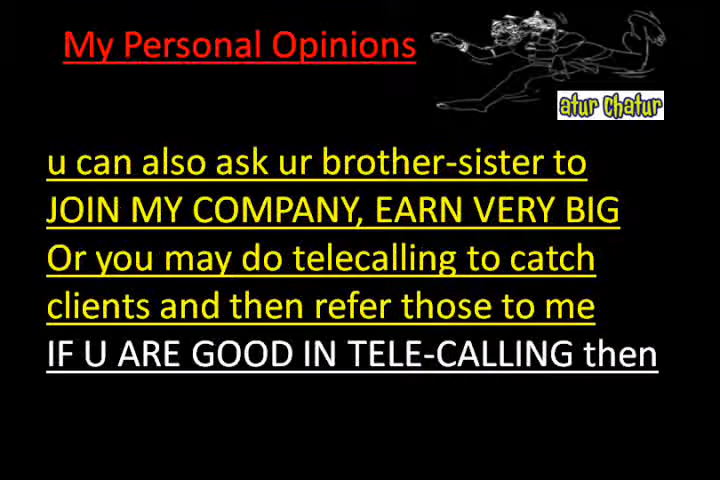 My Personal Opinions
atur chatur
u can also ask ur brother-sister to
JOIN MY COMPANY, EARN VERY BIG
Or you may do telecalling to catch
clients and then refer those to me
IF U ARE GOOD IN TELE-CALLING then